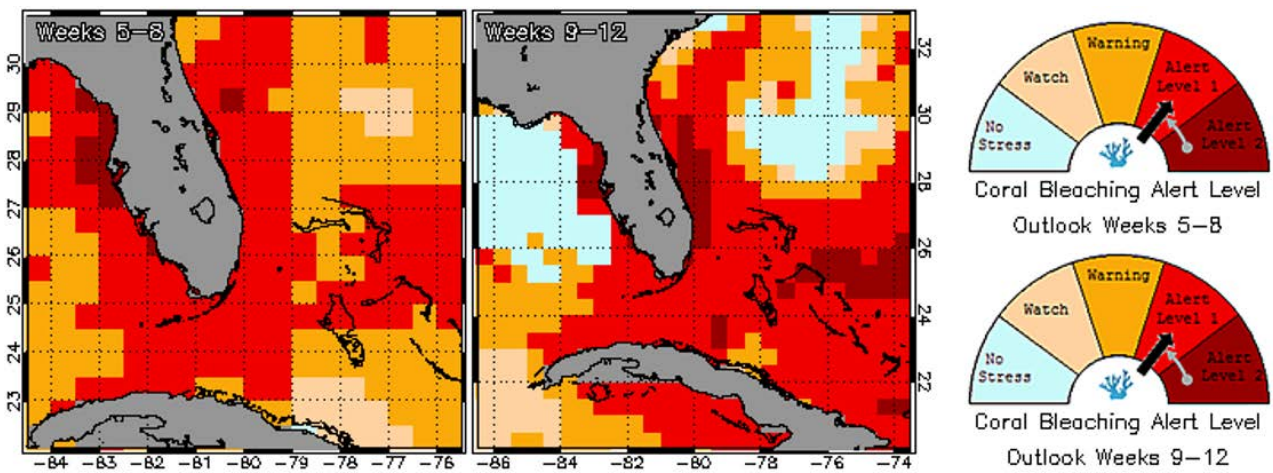 Weeks 5-8
30
29
28
27
26
25
24
23
-84 -83 -82 -81 -80 -79 -78 -77 -76
Weeks 9-12
32
30
28
26
24
22
-86 -84 -82 -80 -78 -76 -74
No
Stress
Watch
Warning
Alert
Level 1
Alert
Level 2
Coral Bleaching Alert Level
Outlook Weeks 5-8
No
Stress
Watch
Warning
Alert
Level 1
Alert
Level 2
Coral Bleaching Alert Level
Outlook Weeks 9-12